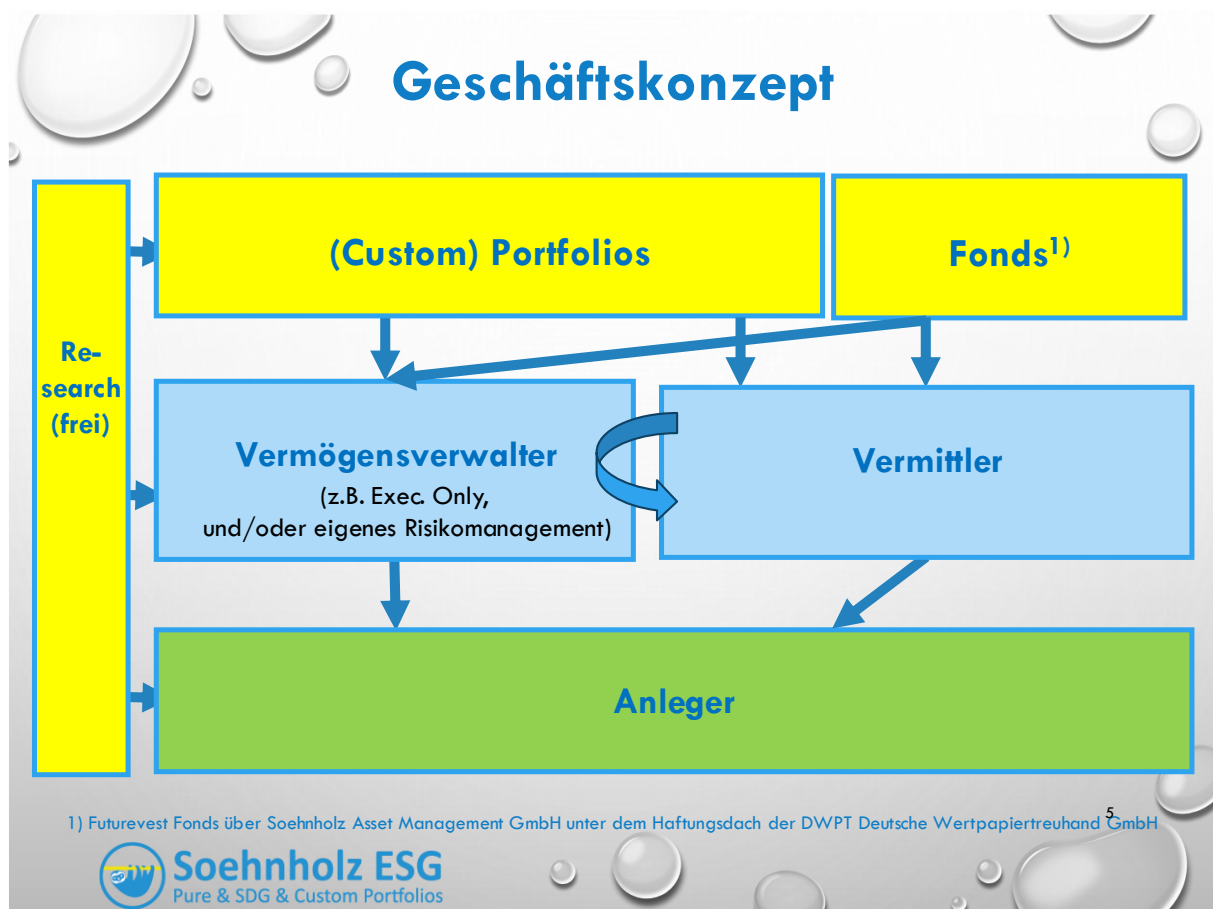 Geschäftskonzept
(Custom) Portfolios
Fonds1)
Re-
search
(frei)
Vermögensverwalter
(z.B. Exec. Only,
und/oder eigenes Risikomanagement)
Vermittler
Anleger
5
1) Futurevest Fonds über Soehnholz Asset Management GmbH unter dem Haftungsdach der DWPT Deutsche Wertpapiertreuhand GmbH
Soehnholz ESG
Pure & SDG & Custom Portfolios